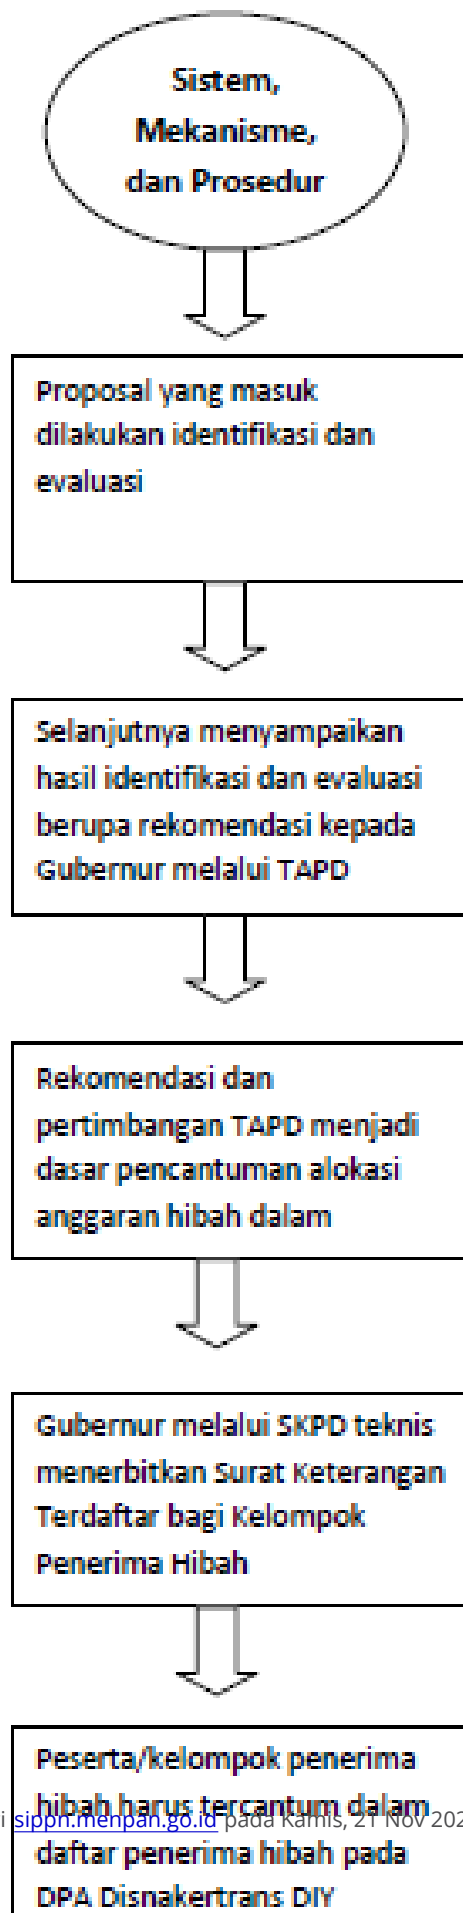 Sistem,
Mekanisme,
dan Prosedur
Proposal yang masuk
dilakukan identifikasi dan
evaluasi
Selanjutnya menyampaikan
hasil identifikasi dan evaluasi
berupa rekomendasi kepada
Gubernur melalui TAPD
Rekomendasi dan
pertimbangan TAPD menjadi
dasar pencantuman alokasi
anggaran hibah dalam
Gubernur melalui SKPD teknis
menerbitkan Surat Keterangan
Terdaftar bagi Kelompok
Penerima Hibah
Peserta/kelompok penerima
hibah harus tercantum dalam
i sippn.menpan.go.id pada Kamis, 21 Nov 202
daftar penerima hibah pada
DPA Disnakertrans DIY